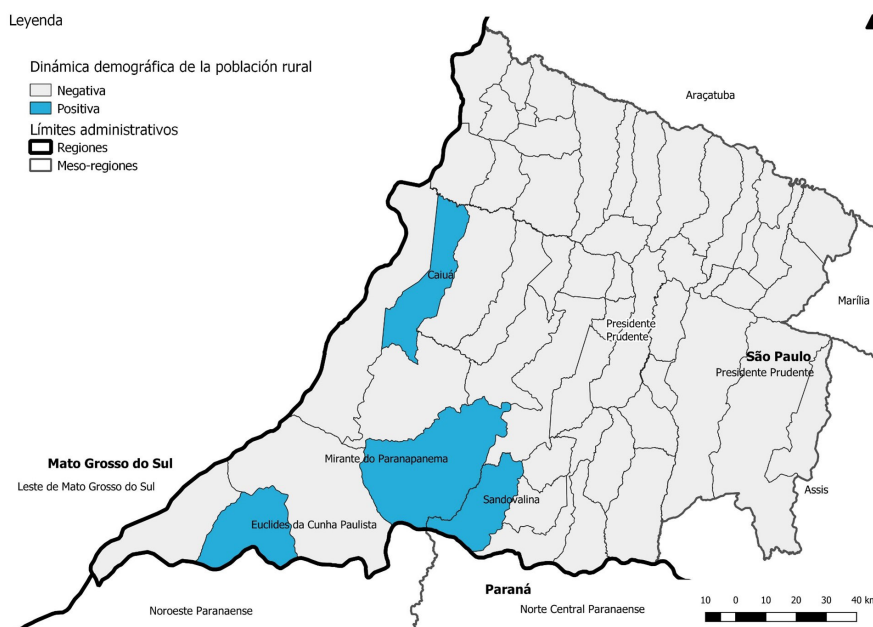 Leyenda
Dinámica demográfica de la población rural
Negativa
Positiva
Límites administrativos
Regiones
Meso-regiones
Araçatuba
Caiuá
Marília
Presidente
Prudente
São Paulo
Presidente Prudente
Mirante do Paranapanema
Mato Grosso do Sul
Leste de Mato Grosso do Sul
Assis
Sandovalina
Euclides da Cunha Paulista
Paraná
Noroeste Paranaense
Norte Central Paranaense
10 0 10 20 30 40 km